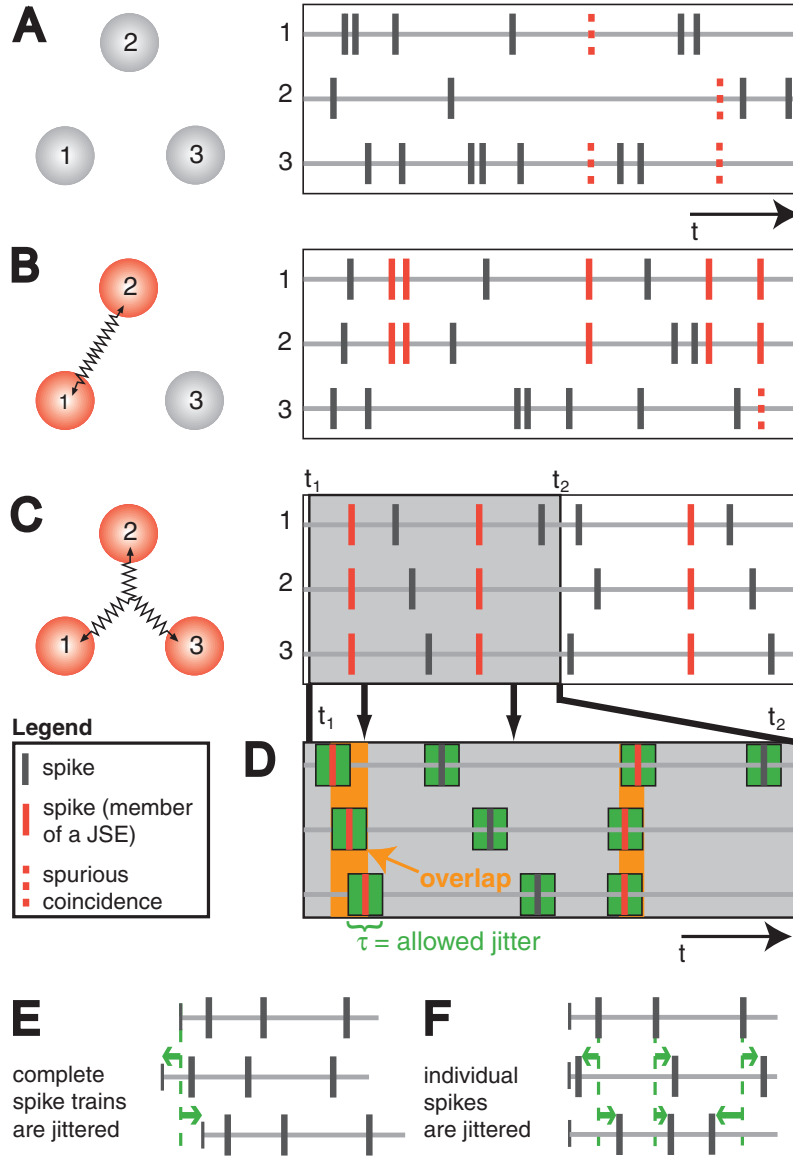 A
2
1
3
1
2
3
t
B
2
1
3
1
2
3
C
2
1
3
t1
t2
1
2
3
Legend
spike
spike (member
of a JSE)
spurious
coincidence
D
t1
t2
overlap
τ = allowed jitter
t
E
complete
spike trains
are jittered
F
individual
spikes
are jittered